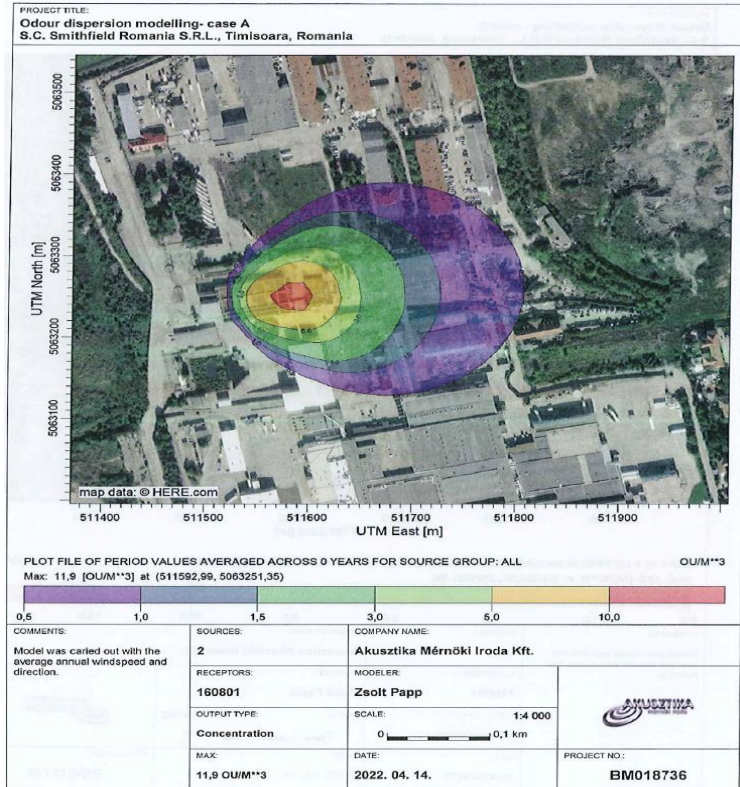 PROJECT TITLE:
Odour dispersion modelling- case A
S.C. Smithfield Romania S.R.L., Timisoara, Romania
UTM North [m]
5063500
5063400
5063300
5063200
5063100
map data: © HERE.com
511400
511500
511600
511700
511800
511900
UTM East [m]
PLOT FILE OF PERIOD VALUES AVERAGED ACROSS 0 YEARS FOR SOURCE GROUP: ALL
OU/M**3
Max: 11,9 [OU/M**3] at (511592,99, 5063251,35)
0,5
1,0
1,5
3,0
5,0
10,0
COMMENTS:
Model was caried out with the
average annual windspeed and
direction.
SOURCES:
2
COMPANY NAME:
Akusztika Mérnöki Iroda Kft.
RECEPTORS:
160801
MODELER:
Zsolt Papp
OUTPUT TYPE:
Concentration
SCALE:
1:4 000
0
0,1 km
MAX:
11,9 OU/M**3
DATE:
2022. 04. 14.
AKUSZTIKA
MÉRNÖKI IRODA
PROJECT NO.:
BM018736